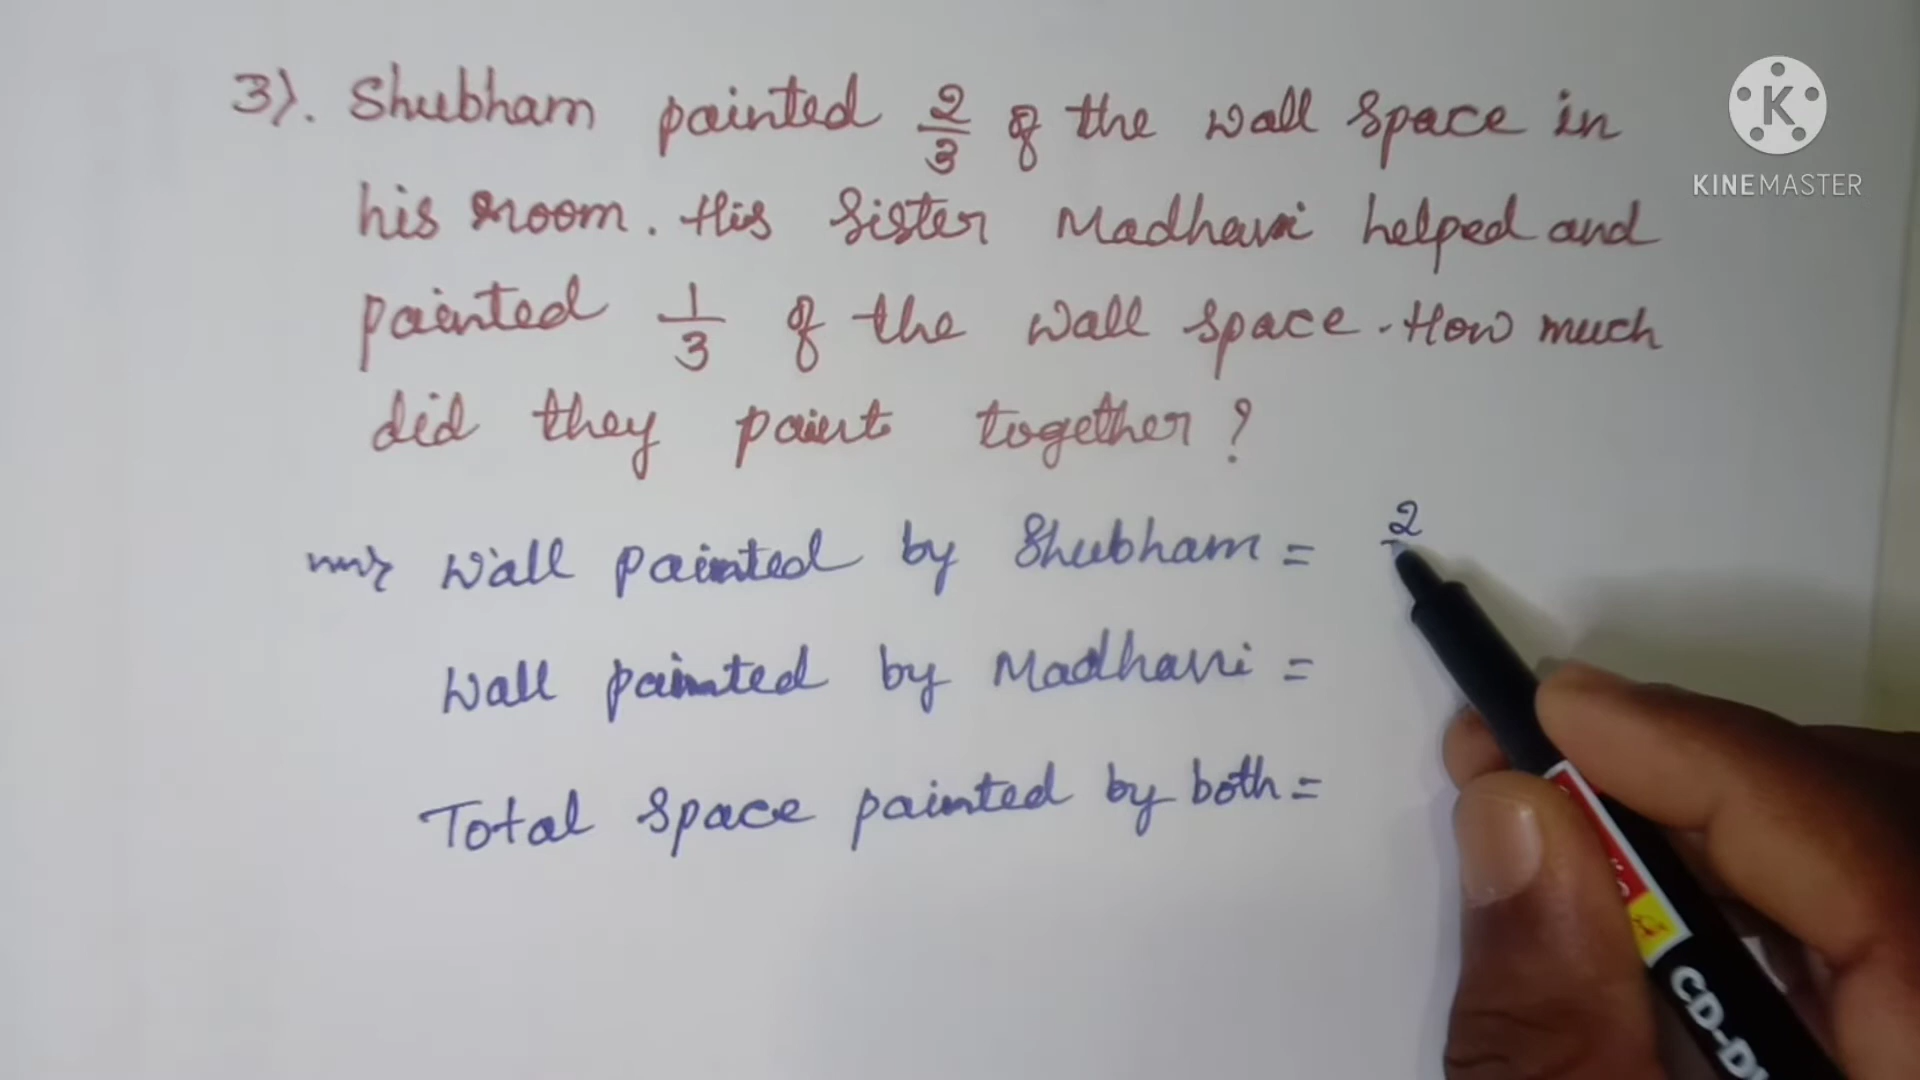 3). Shubham painted 2/3 of the wall space in
his room. His sister Madhavi helped and
painted 1/3 of the wall space. How much
did they paint together?
Wall painted by Shubham = 2
Wall painted by Madhavi =
Total space painted by both =
K
KINEMASTER
CD-D